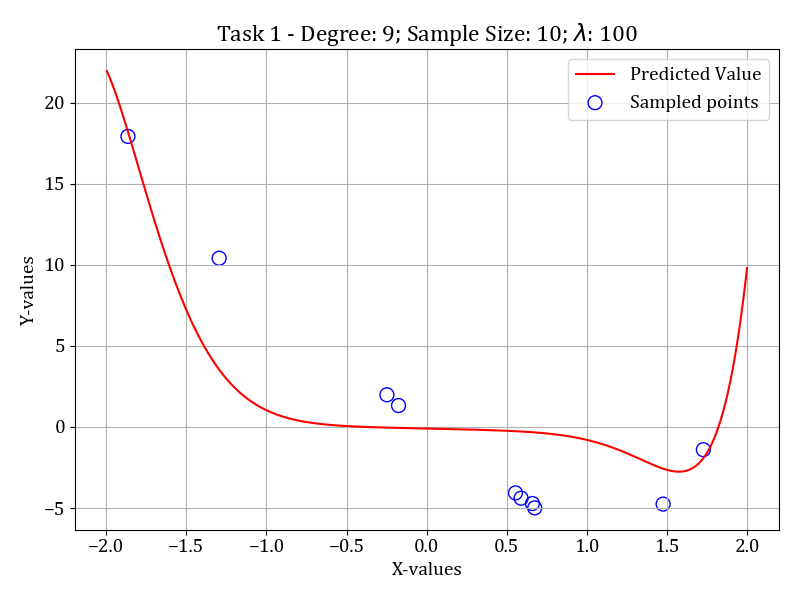 Task 1 - Degree: 9; Sample Size: 10; λ: 100
Predicted Value
Sampled points
20
15
10
5
0
−5
Y-values
−2.0 −1.5 −1.0 −0.5 0.0 0.5 1.0 1.5 2.0
X-values